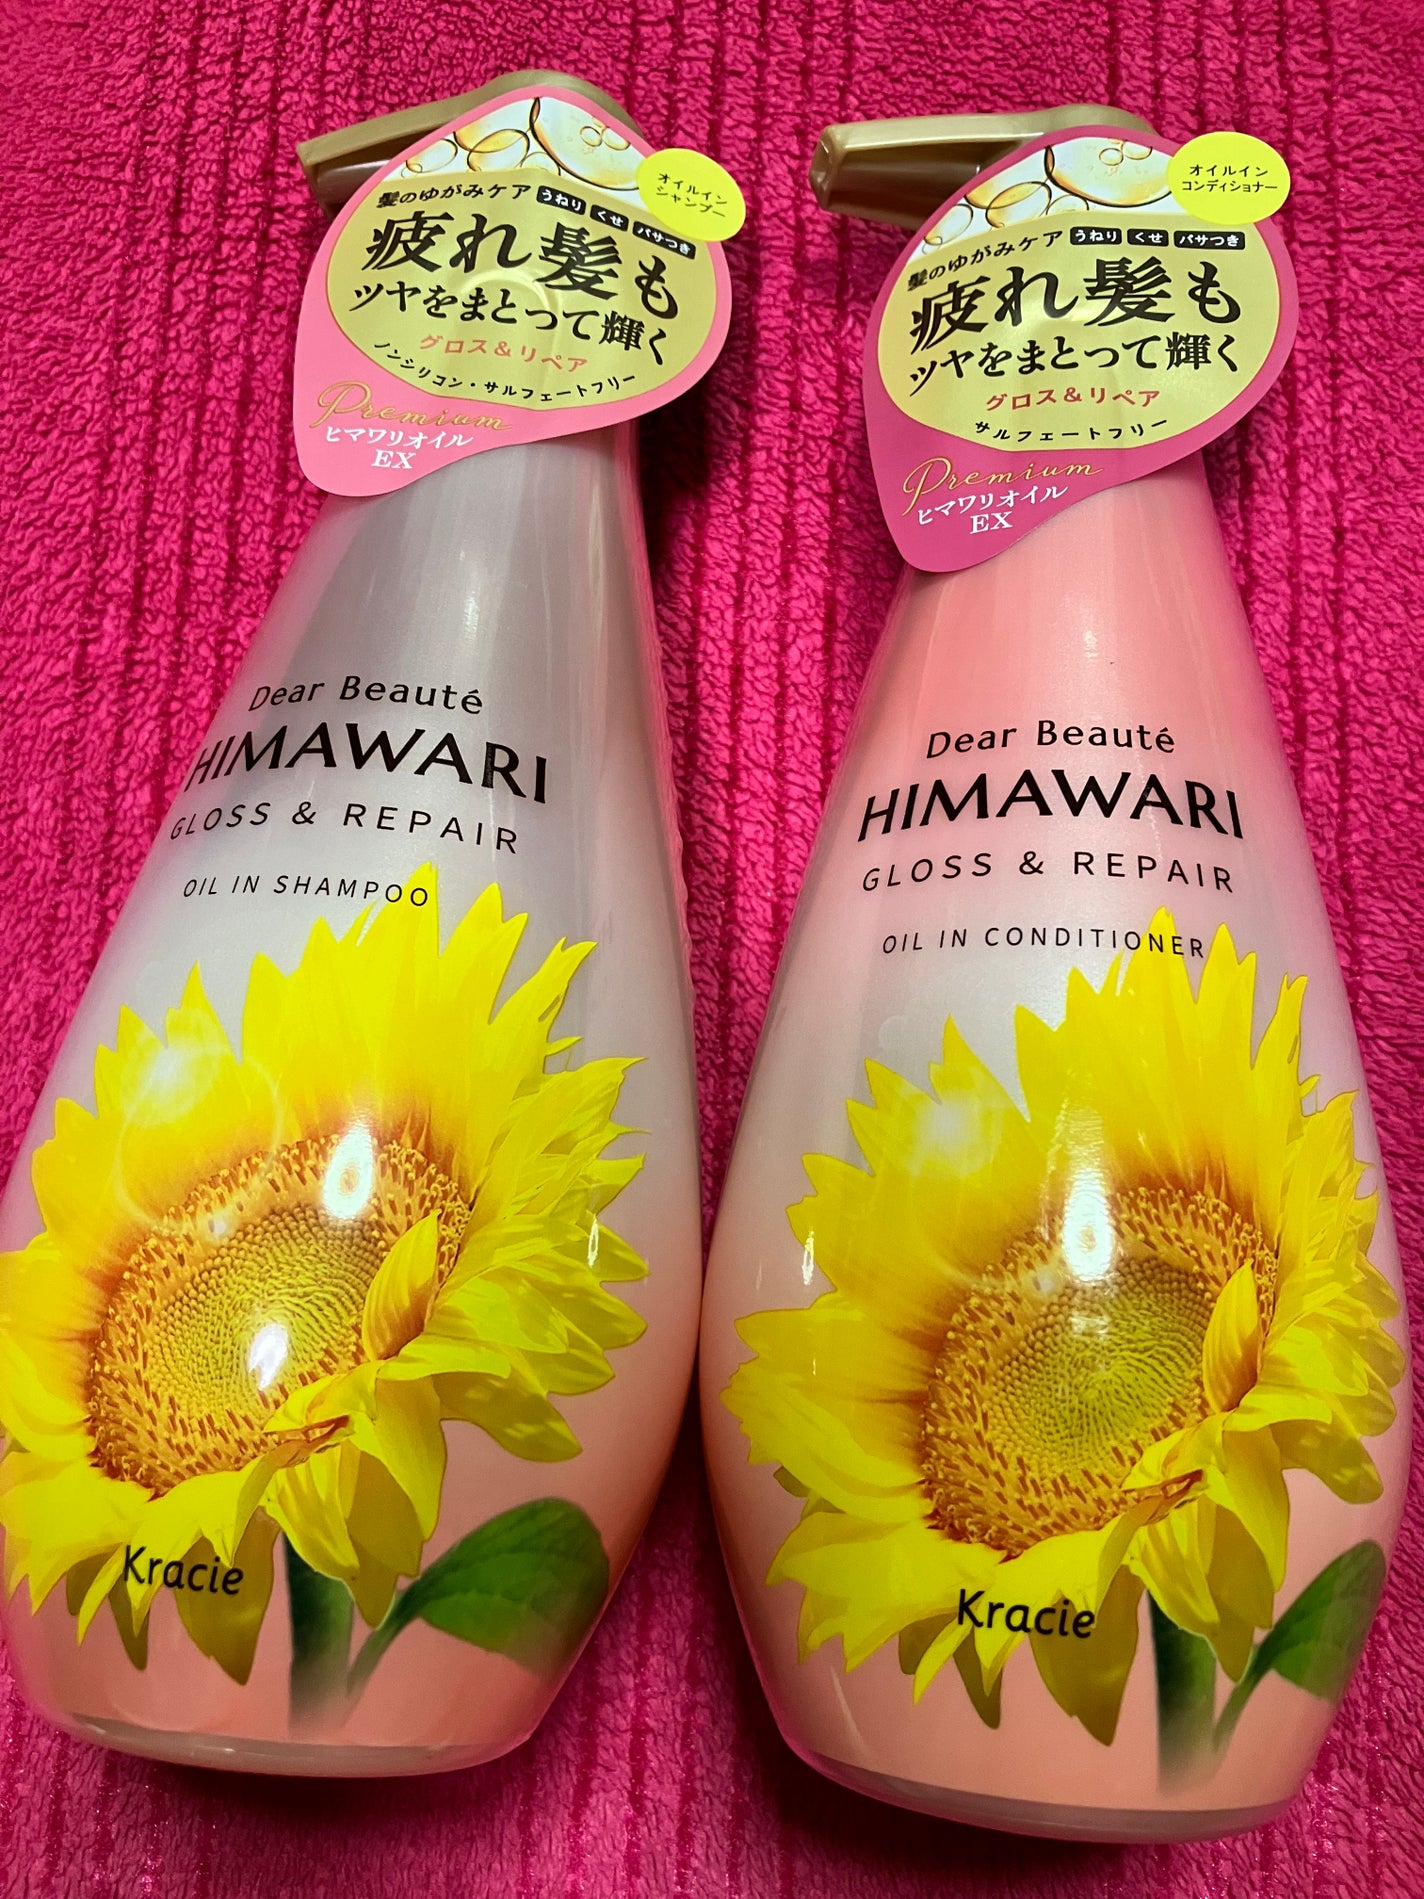 オイルイン
シャンプー
髪のゆがみケア うねり くせ パサつき
疲れ髪も
ツヤをまとって輝く
グロス&リペア
ノンシリコン・サルフェートフリー
Premium
ヒマワリオイル
EX
Dear Beauté
HIMAWARI
GLOSS & REPAIR
OIL IN SHAMPOO
Kracie
オイルイン
コンディショナー
髪のゆがみケア うねり くせ パサつき
疲れ髪も
ツヤをまとって輝く
グロス&リペア
サルフェートフリー
Premium
ヒマワリオイル
EX
Dear Beauté
HIMAWARI
GLOSS & REPAIR
OIL IN CONDITIONER
Kracie